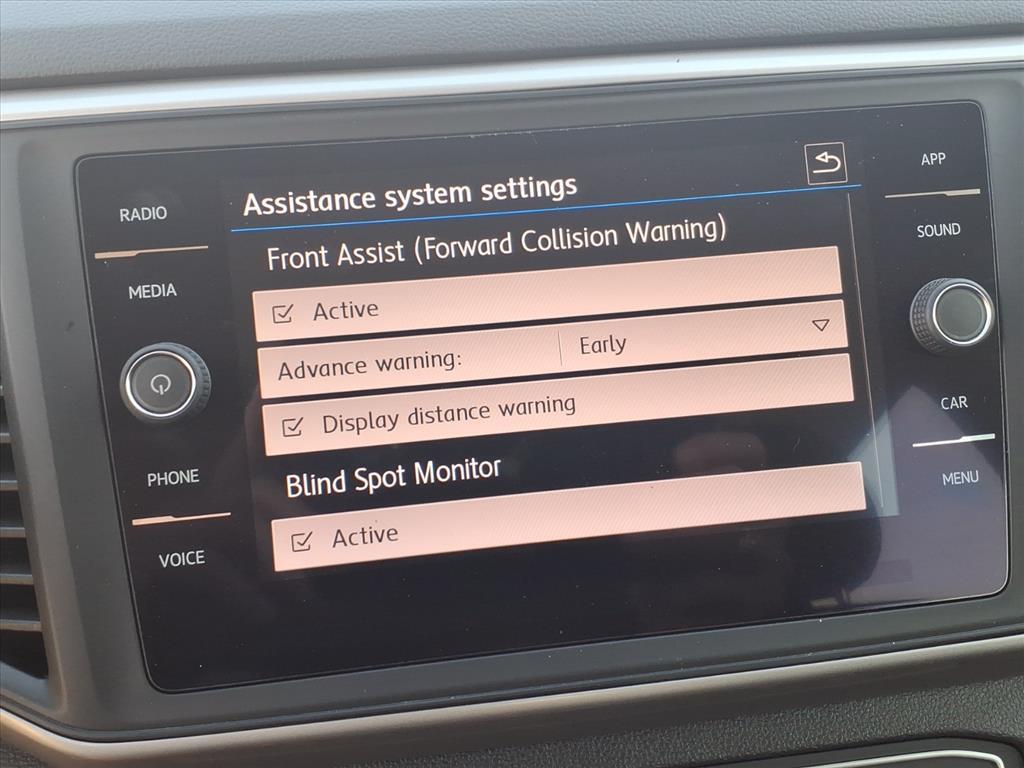 RADIO
MEDIA
PHONE
VOICE
Assistance system settings
Front Assist (Forward Collision Warning)
Active
Advance warning: Early
Display distance warning
Blind Spot Monitor
Active
APP
SOUND
CAR
MENU